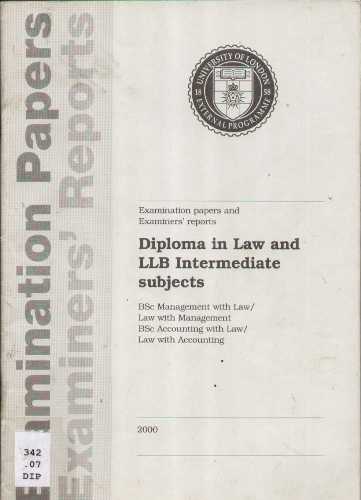 Examination Papers
Examiners' Reports
UNIVERSITY OF LONDON
18 58
EXTERNAL PROGRAMME
Examination papers and
Examiners' reports
Diploma in Law and
LLB Intermediate
subjects
BSc Management with Law/
Law with Management
BSc Accounting with Law/
Law with Accounting
2000
342
.07
DIP